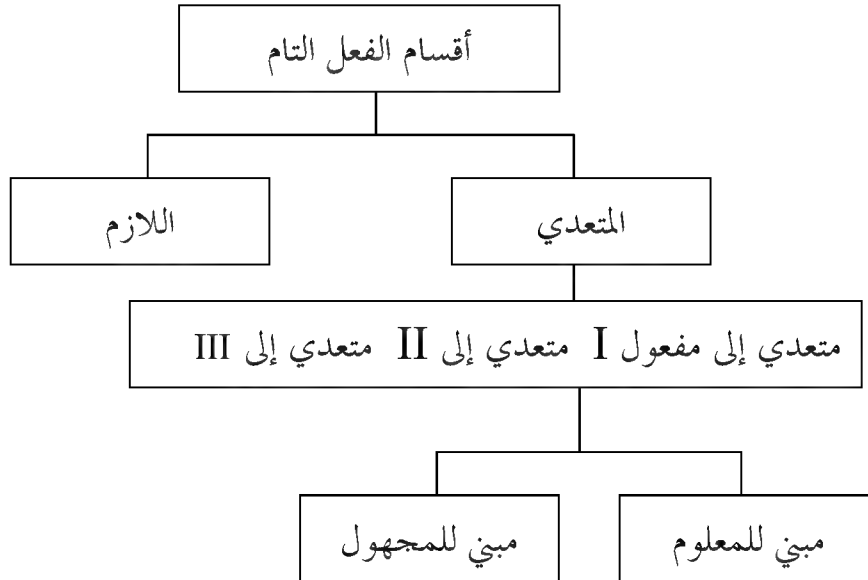 أقسام الفعل التام
المتعدي
اللازم
متعدي إلى مفعول I متعدي إلى II متعدي إلى III
مبني للمعلوم
مبني للمجهول